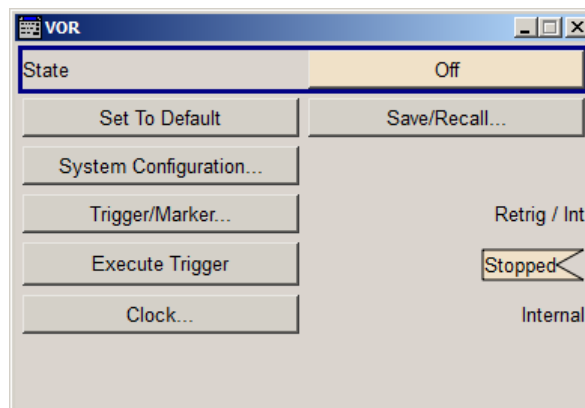 VOR
State Off
Set To Default Save/Recall...
System Configuration...
Trigger/Marker... Retrig / Int
Execute Trigger Stopped
Clock... Internal